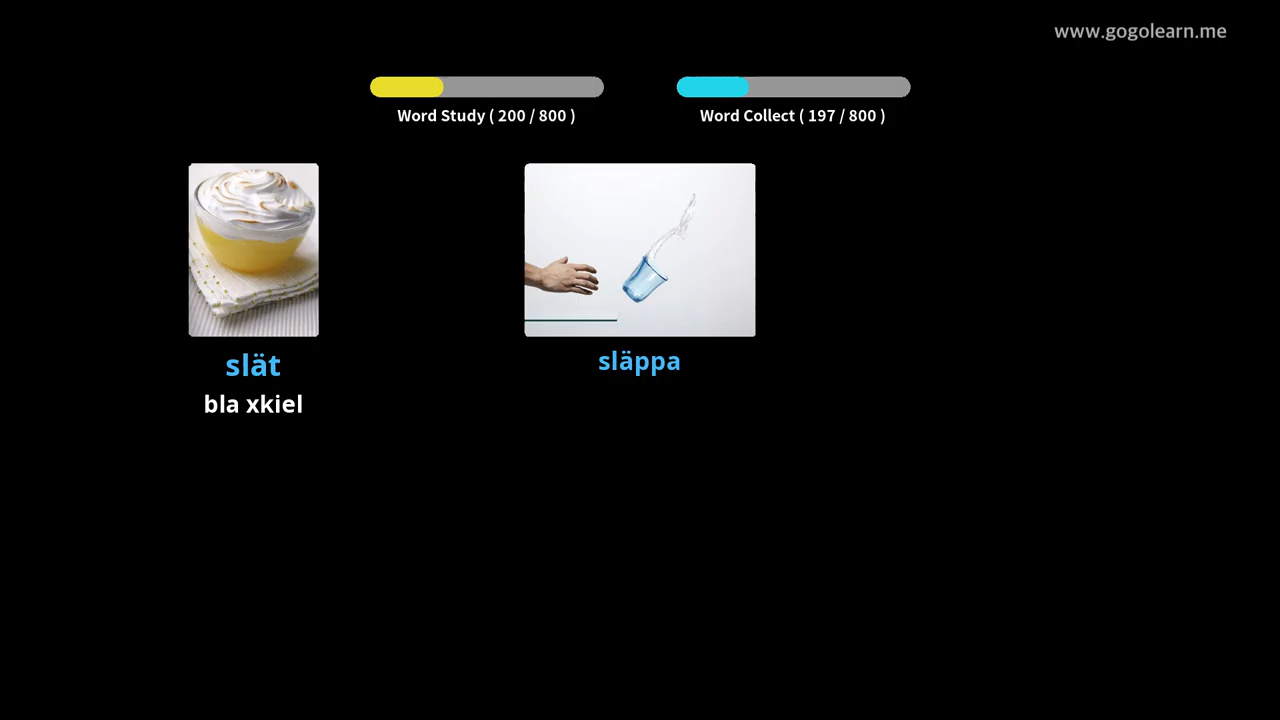 www.gogolearn.me
Word Study ( 200 / 800 )
Word Collect ( 197 / 800 )
slät
bla xkiel
släppa